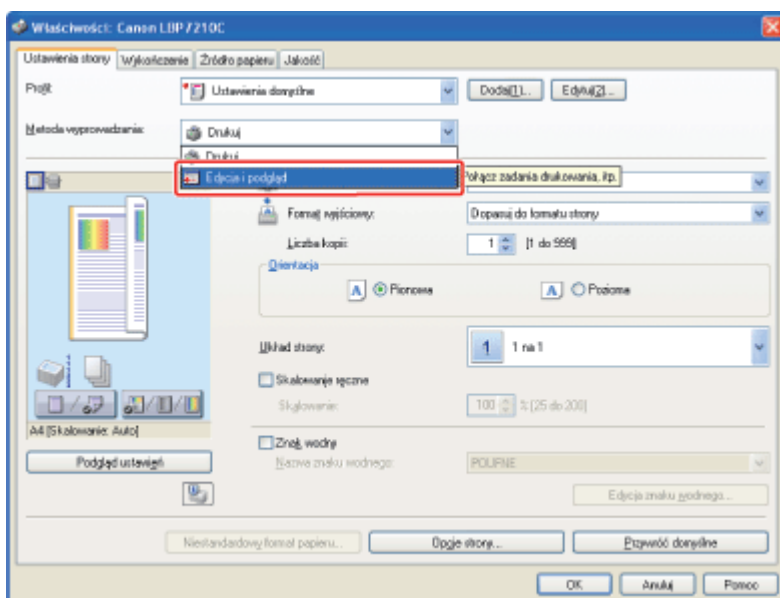 Właściwości: Canon LBP7210C
Ustawienia strony Wykończenie Źródło papieru Jakość
Profil: Ustawienia domyślne Dodaj(1)... Edytuj(2)...
Metoda wyprowadzania: Drukuj
Drukuj
Edycja i podgląd Połącz zadania drukowania, itp.
Format wyjściowy: Dopasuj do formatu strony
Liczba kopii: 1 [1 do 999]
Orientacja
A Pionowa A Pozioma
Układ strony: 1 1 na 1
Skalowanie ręczne
Skalowanie: 100 % [25 do 200]
A4 [Skalowanie: Auto]
Znak wodny
Podgląd ustawień Nazwa znaku wodnego: POUFNE
Edycja znaku wodnego...
Niestandardowy format papieru... Opcje strony... Przywróć domyślne
OK Anuluj Pomoc